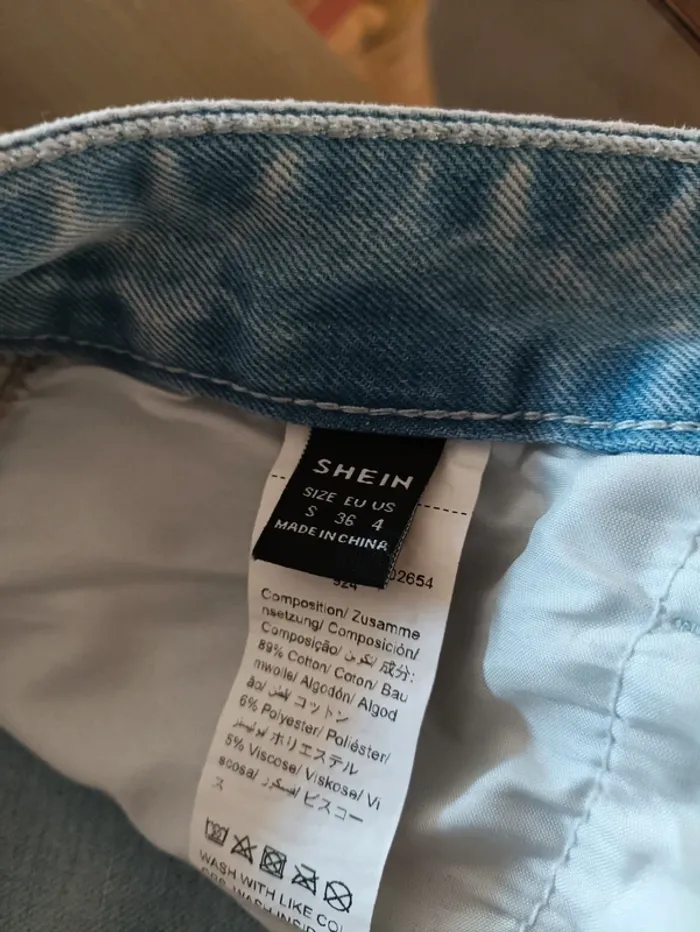 SHEIN
SIZE EU US
S 36 4
MADE IN CHINA
02654
Composition/ Zusamme
nsetzung/ Composición/
Composição/ تكوين/ 成分:
89% Cotton/ Coton/ Bau
mwolle/ Algodón/ Algod
ão/ قطن/ コットン
6% Polyester/ Poliéster/
بوليستر/ ポリエステル
5% Viscose/ Viskose/ Vi
scosa/ فسكوز/ ビスコー
ス
WASH WITH LIKE CO